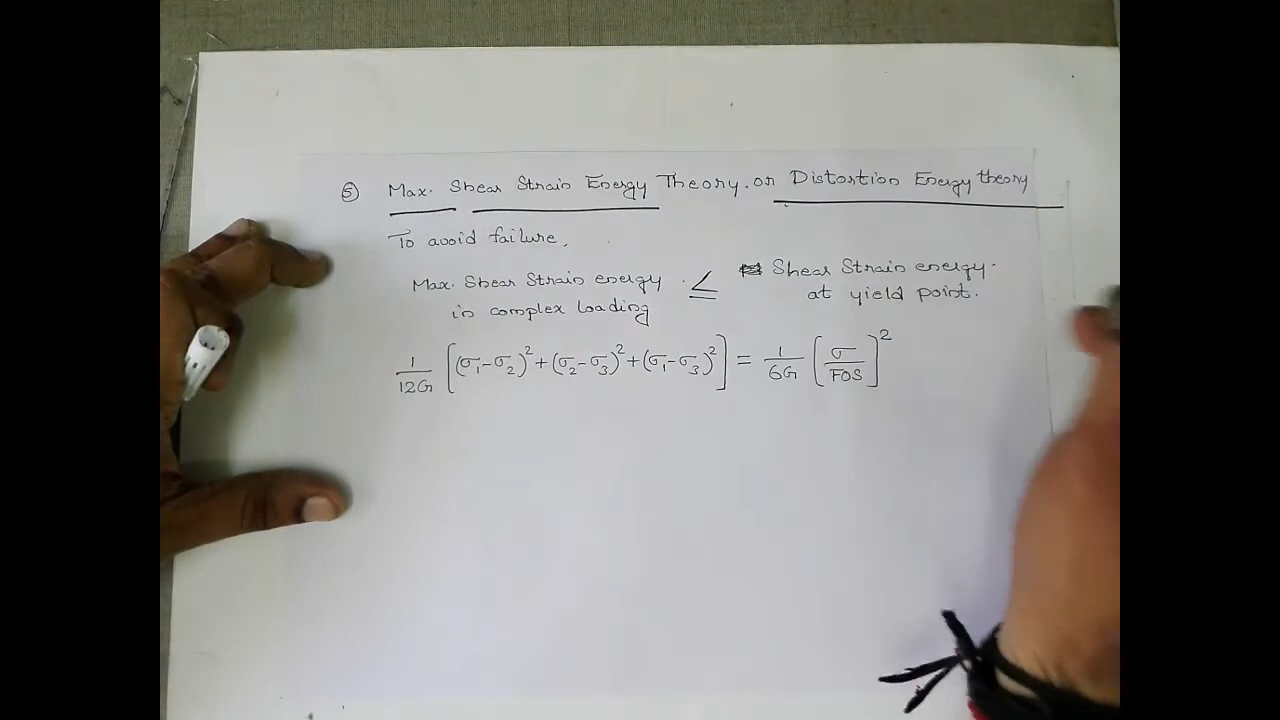 ⑤ Max. Shear Strain Energy Theory. or Distortion Energy theory
To avoid failure,
Max. Shear Strain energy in complex loading ≤ Shear Strain energy. at yield point.
1/12G [(σ₁-σ₂)² + (σ₂-σ₃)² + (σ₁-σ₃)²] = 1/6G [σ/FOS]²